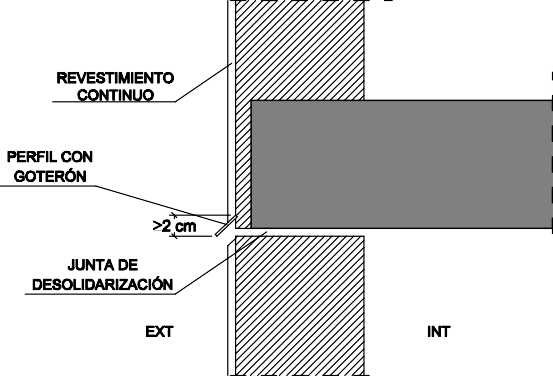 REVESTIMIENTO
CONTINUO
PERFIL CON
GOTERÓN
>2 cm
JUNTA DE
DESOLIDARIZACIÓN
EXT
INT